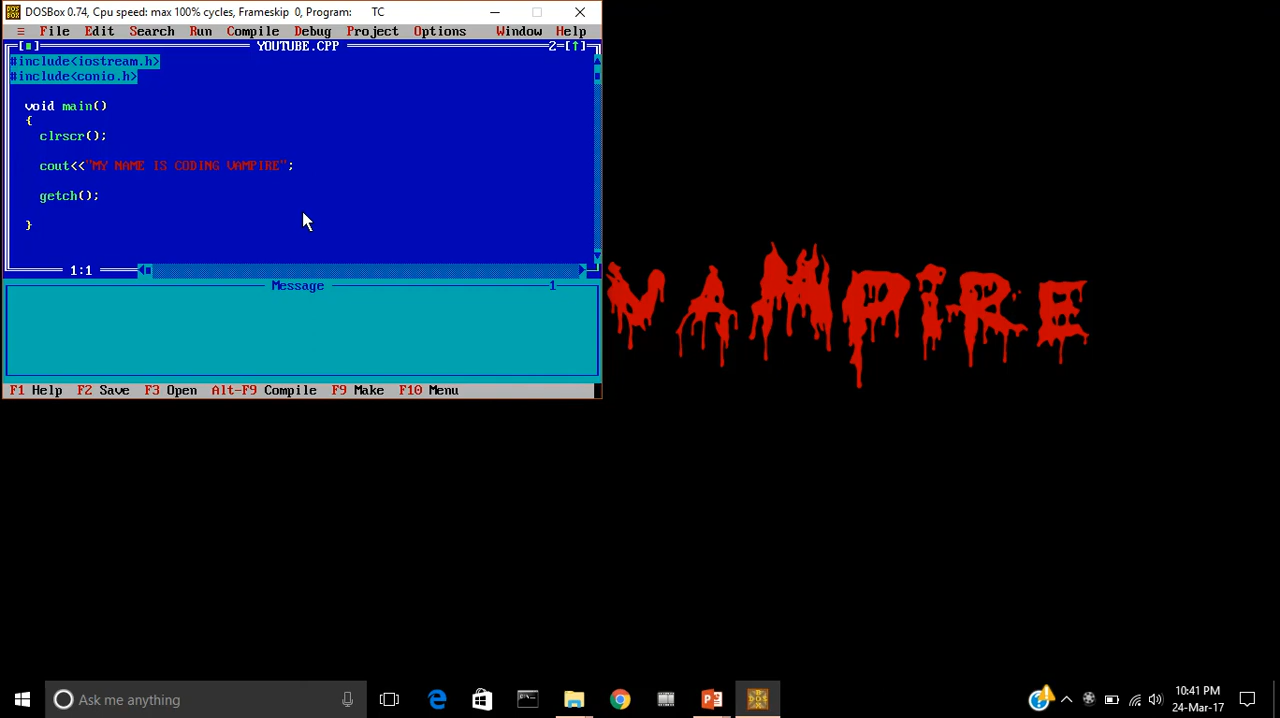 DOSBox 0.74, Cpu speed: max 100% cycles, Frameskip 0, Program: TC
File Edit Search Run Compile Debug Project Options Window Help
YOUTUBE.CPP
2
#include<iostream.h>
#include<conio.h>
void main()
{
clrscr();
cout<<"MY NAME IS CODING VAMPIRE";
getch();
}
1:1
Message
1
F1 Help F2 Save F3 Open Alt-F9 Compile F9 Make F10 Menu
VAMPiRE
Ask me anything
10:41 PM
24-Mar-17